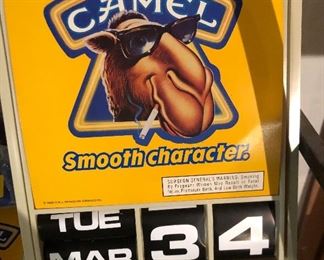 CAMEL
Smooth character.
SURGEON GENERAL'S WARNING: Smoking
By Pregnant Women May Result in Fetal
Injury, Premature Birth, And Low Birth Weight.
TUE
MAR
3 4